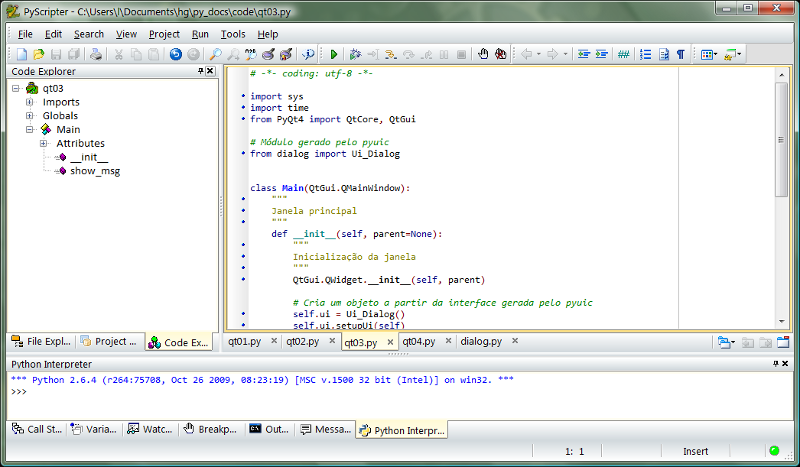 PyScripter - C:\Users\l\Documents\hg\py_docs\code\qt03.py
File Edit Search View Project Run Tools Help
Code Explorer
qt03
Imports
Globals
Main
Attributes
__init__
show_msg
File Expl... Project ... Code Ex...
# -*- coding: utf-8 -*-
import sys
import time
from PyQt4 import QtCore, QtGui
# Módulo gerado pelo pyuic
from dialog import Ui_Dialog
class Main(QtGui.QMainWindow):
"""
Janela principal
"""
def __init__(self, parent=None):
"""
Inicialização da janela
"""
QtGui.QWidget.__init__(self, parent)
# Cria um objeto a partir da interface gerada pelo pyuic
self.ui = Ui_Dialog()
self.ui.setupUi(self)
qt01.py qt02.py qt03.py qt04.py dialog.py
Python Interpreter
*** Python 2.6.4 (r264:75708, Oct 26 2009, 08:23:19) [MSC v.1500 32 bit (Intel)] on win32. ***
>>>
Call St... Varia... Watc... Breakp... Out... Messa... Python Interpr...
1: 1 Insert